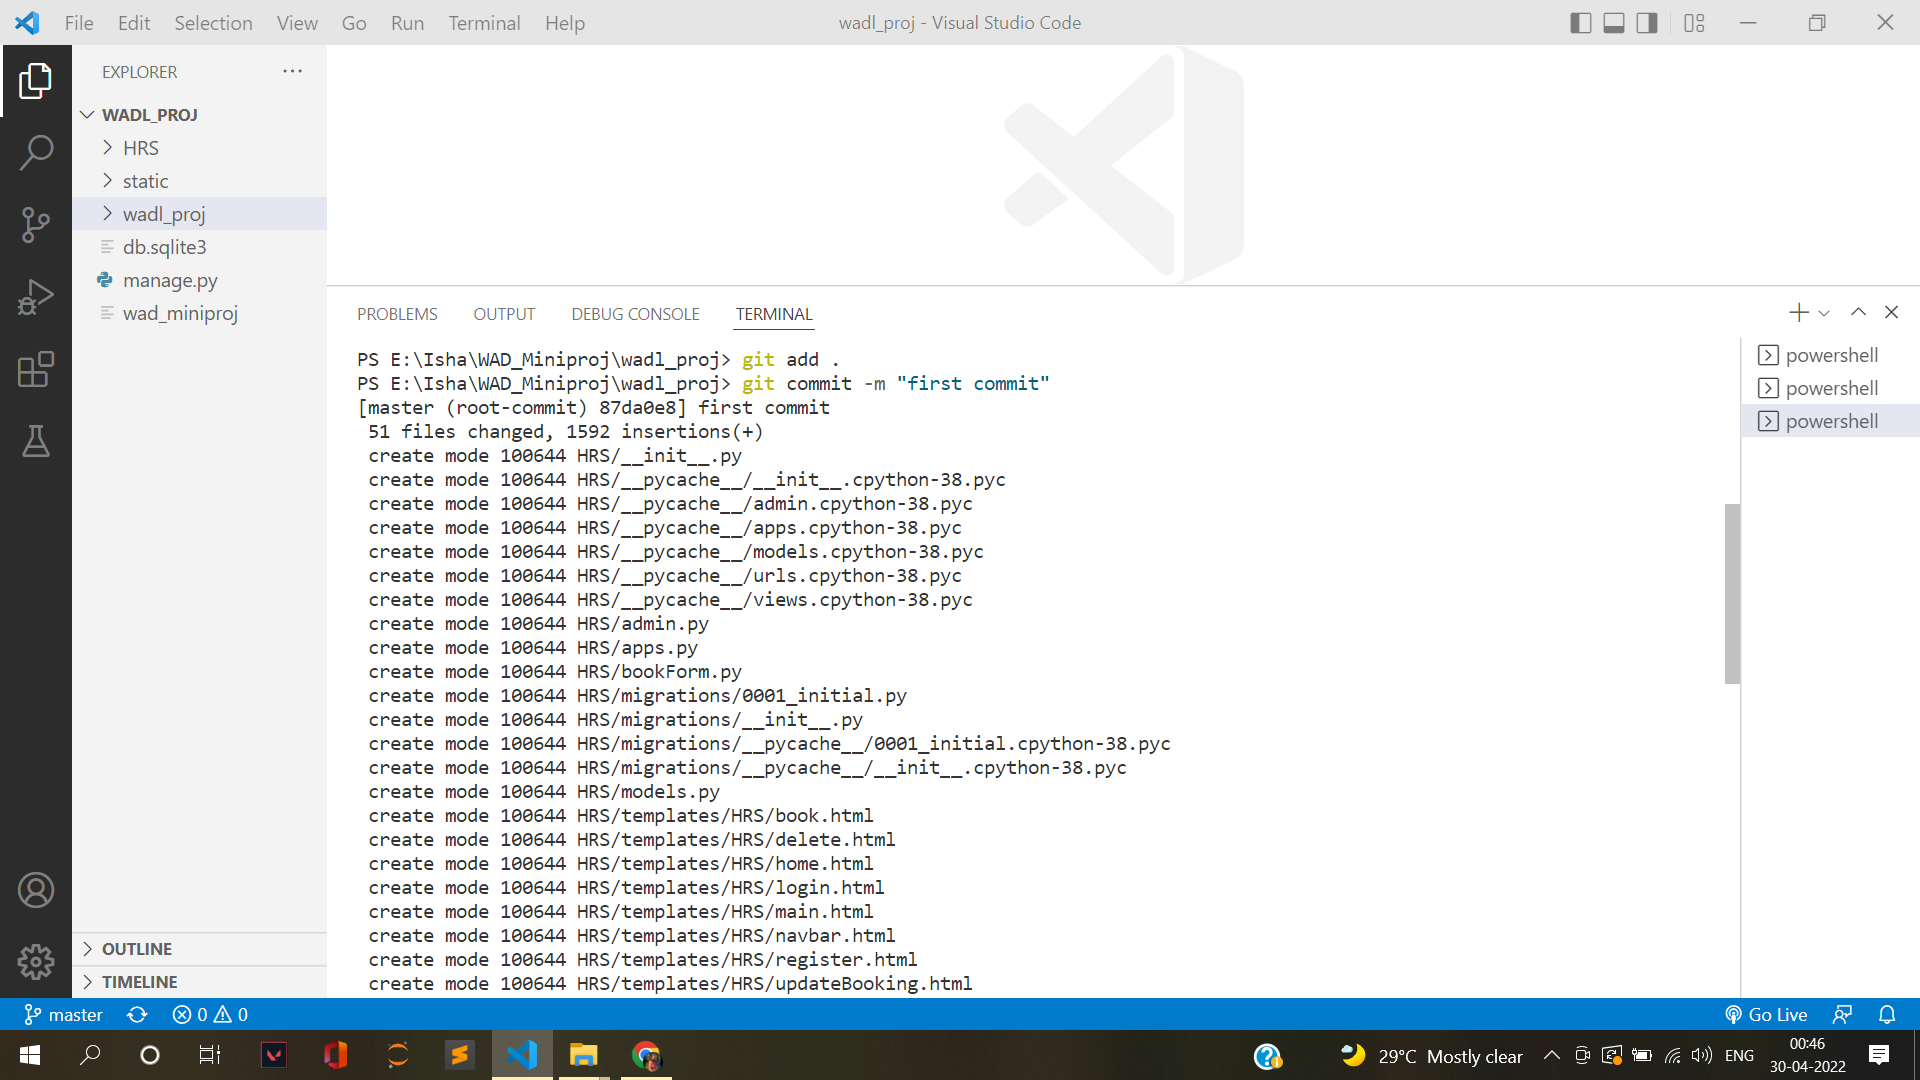 File Edit Selection View Go Run Terminal Help
wadl_proj - Visual Studio Code
EXPLORER
WADL_PROJ
HRS
static
wadl_proj
db.sqlite3
manage.py
wad_miniproj
OUTLINE
TIMELINE
PROBLEMS OUTPUT DEBUG CONSOLE TERMINAL
PS E:\Isha\WAD_Miniproj\wadl_proj> git add .
PS E:\Isha\WAD_Miniproj\wadl_proj> git commit -m "first commit"
[master (root-commit) 87da0e8] first commit
51 files changed, 1592 insertions(+)
create mode 100644 HRS/__init__.py
create mode 100644 HRS/__pycache__/__init__.cpython-38.pyc
create mode 100644 HRS/__pycache__/admin.cpython-38.pyc
create mode 100644 HRS/__pycache__/apps.cpython-38.pyc
create mode 100644 HRS/__pycache__/models.cpython-38.pyc
create mode 100644 HRS/__pycache__/urls.cpython-38.pyc
create mode 100644 HRS/__pycache__/views.cpython-38.pyc
create mode 100644 HRS/admin.py
create mode 100644 HRS/apps.py
create mode 100644 HRS/bookForm.py
create mode 100644 HRS/migrations/0001_initial.py
create mode 100644 HRS/migrations/__init__.py
create mode 100644 HRS/migrations/__pycache__/0001_initial.cpython-38.pyc
create mode 100644 HRS/migrations/__pycache__/__init__.cpython-38.pyc
create mode 100644 HRS/models.py
create mode 100644 HRS/templates/HRS/book.html
create mode 100644 HRS/templates/HRS/delete.html
create mode 100644 HRS/templates/HRS/home.html
create mode 100644 HRS/templates/HRS/login.html
create mode 100644 HRS/templates/HRS/main.html
create mode 100644 HRS/templates/HRS/navbar.html
create mode 100644 HRS/templates/HRS/register.html
create mode 100644 HRS/templates/HRS/updateBooking.html
powershell
powershell
powershell
master 0 0
Go Live
29°C Mostly clear
ENG
00:46
30-04-2022